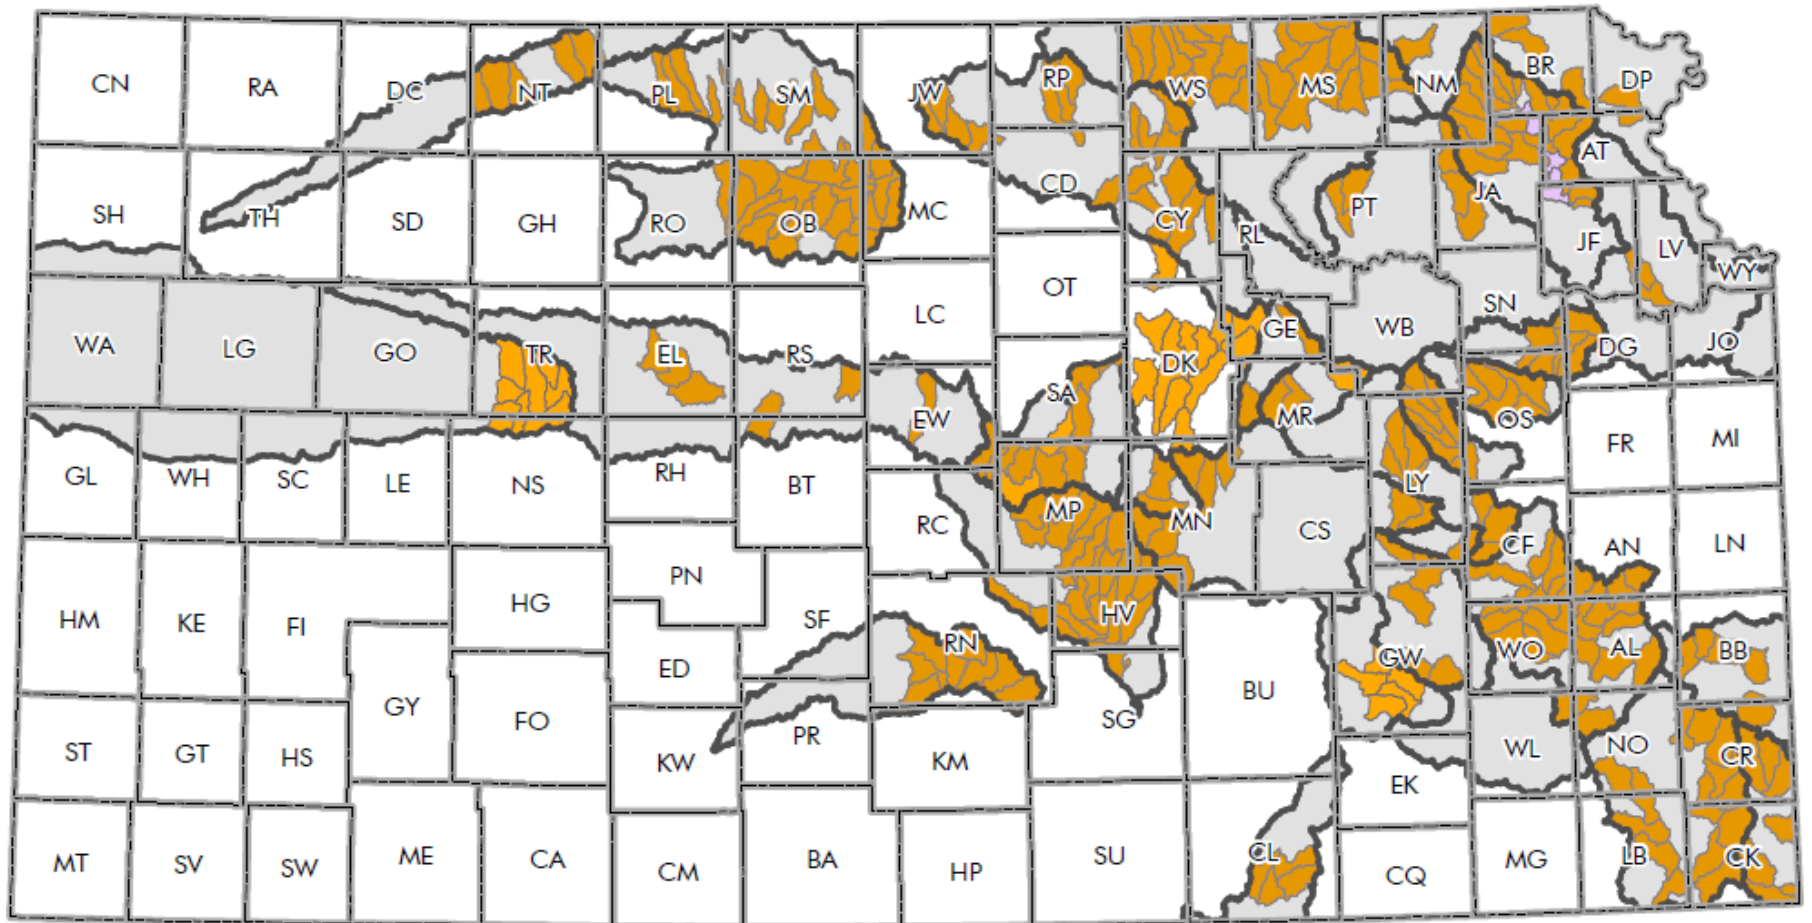 CN RA DC NT PL SM JW RP WS MS NM BR DP
SH TH SD GH RO OB MC CD CY RL PT JA AT JF LV WY
WA LG GO TR EL RS LC OT DK GE WB SN DG JO
GL WH SC LE NS RH BT EW SA MR LY OS FR MI
RC MP MN CS CF AN LN
HM KE FI HG PN SF RN HV GW WO AL BB
GY ED BU
ST GT HS FO KW PR KM SG EK WL NO CR
MT SV SW ME CA CM BA HP SU CL CQ MG LB CK